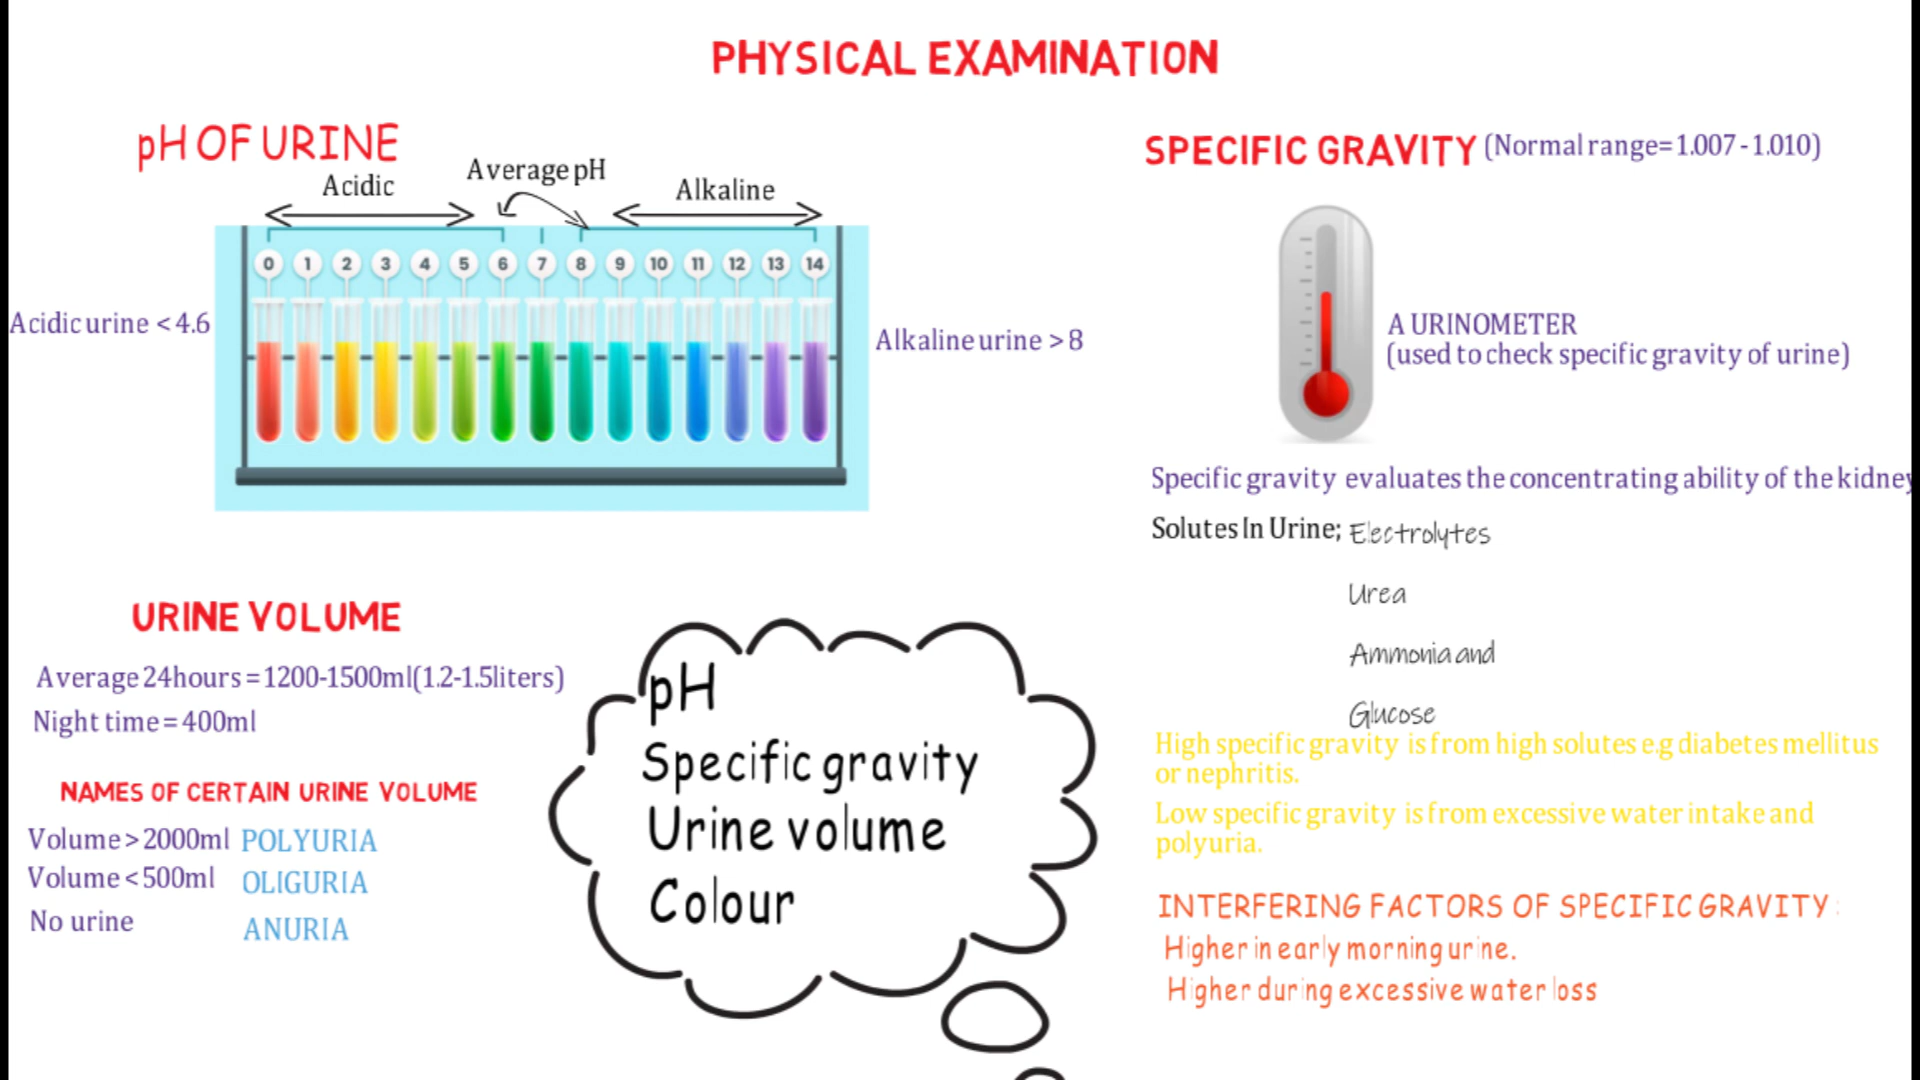 PHYSICAL EXAMINATION
pH OF URINE
Average pH
Acidic
Alkaline
0 1 2 3 4 5 6 7 8 9 10 11 12 13 14
Acidic urine < 4.6
Alkaline urine > 8
SPECIFIC GRAVITY (Normal range= 1.007 - 1.010)
A URINOMETER
(used to check specific gravity of urine)
Specific gravity evaluates the concentrating ability of the kidney
Solutes In Urine; Electrolytes
Urea
Ammonia and
Glucose
High specific gravity is from high solutes e.g diabetes mellitus
or nephritis.
Low specific gravity is from excessive water intake and
polyuria.
INTERFERING FACTORS OF SPECIFIC GRAVITY :
Higher in early morning urine.
Higher during excessive water loss
URINE VOLUME
Average 24hours = 1200-1500ml(1.2-1.5liters)
Night time = 400ml
NAMES OF CERTAIN URINE VOLUME
Volume > 2000ml POLYURIA
Volume < 500ml OLIGURIA
No urine ANURIA
pH
Specific gravity
Urine volume
Colour